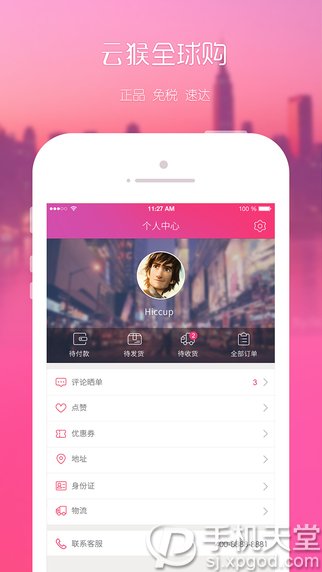 云猴全球购
正品 免税 速达
11:27 AM
100 %
个人中心
Hiccup
待付款
待发货
2
待收货
全部订单
评论晒单
3
点赞
优惠券
地址
身份证
物流
联系客服
手机天堂
sj.xpgod.com